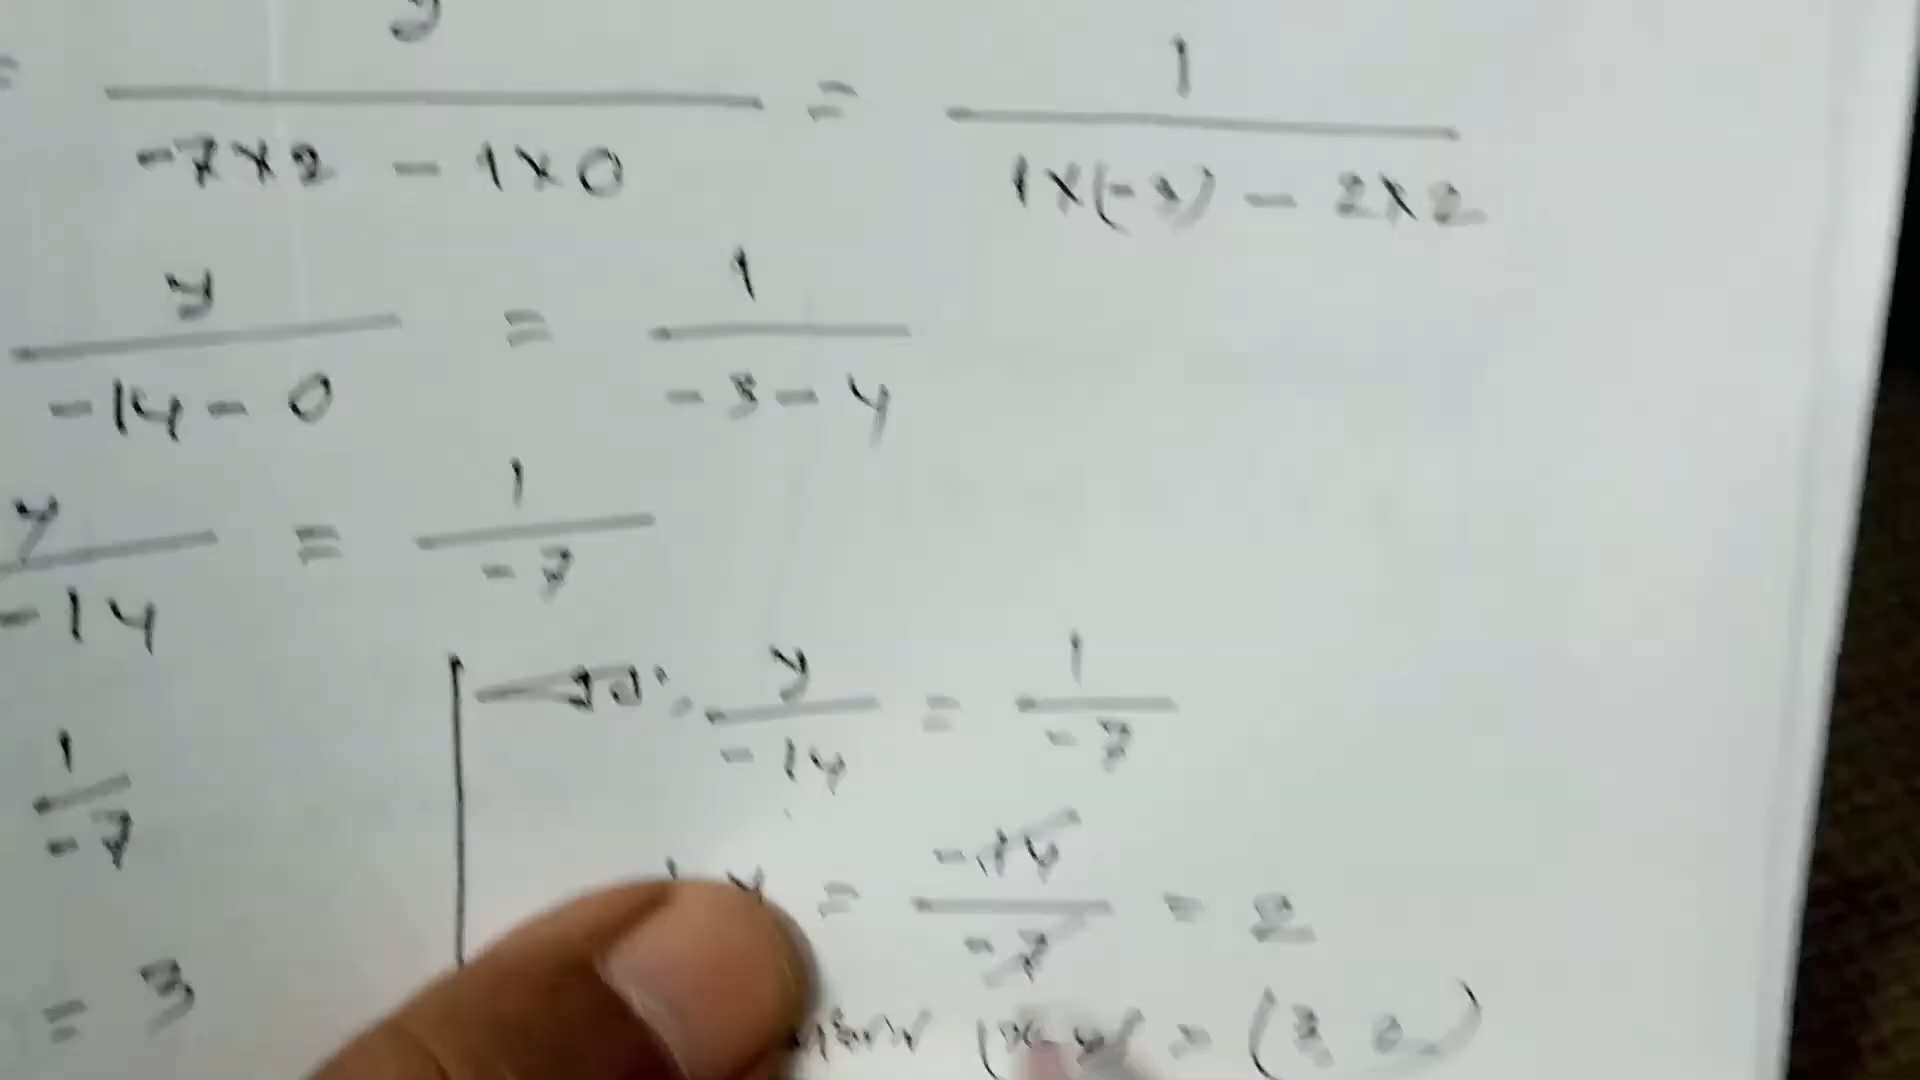 = y/(-7×2 - 1×0) = 1/(1×(-3) - 2×2)
y/(-14-0) = 1/(-3-4)
y/(-14) = 1/(-7)
y/(-14) = 1/(-7)
1/(-7)
y = -14/-7 = 2
= 3
(x, y) = (3, 2)